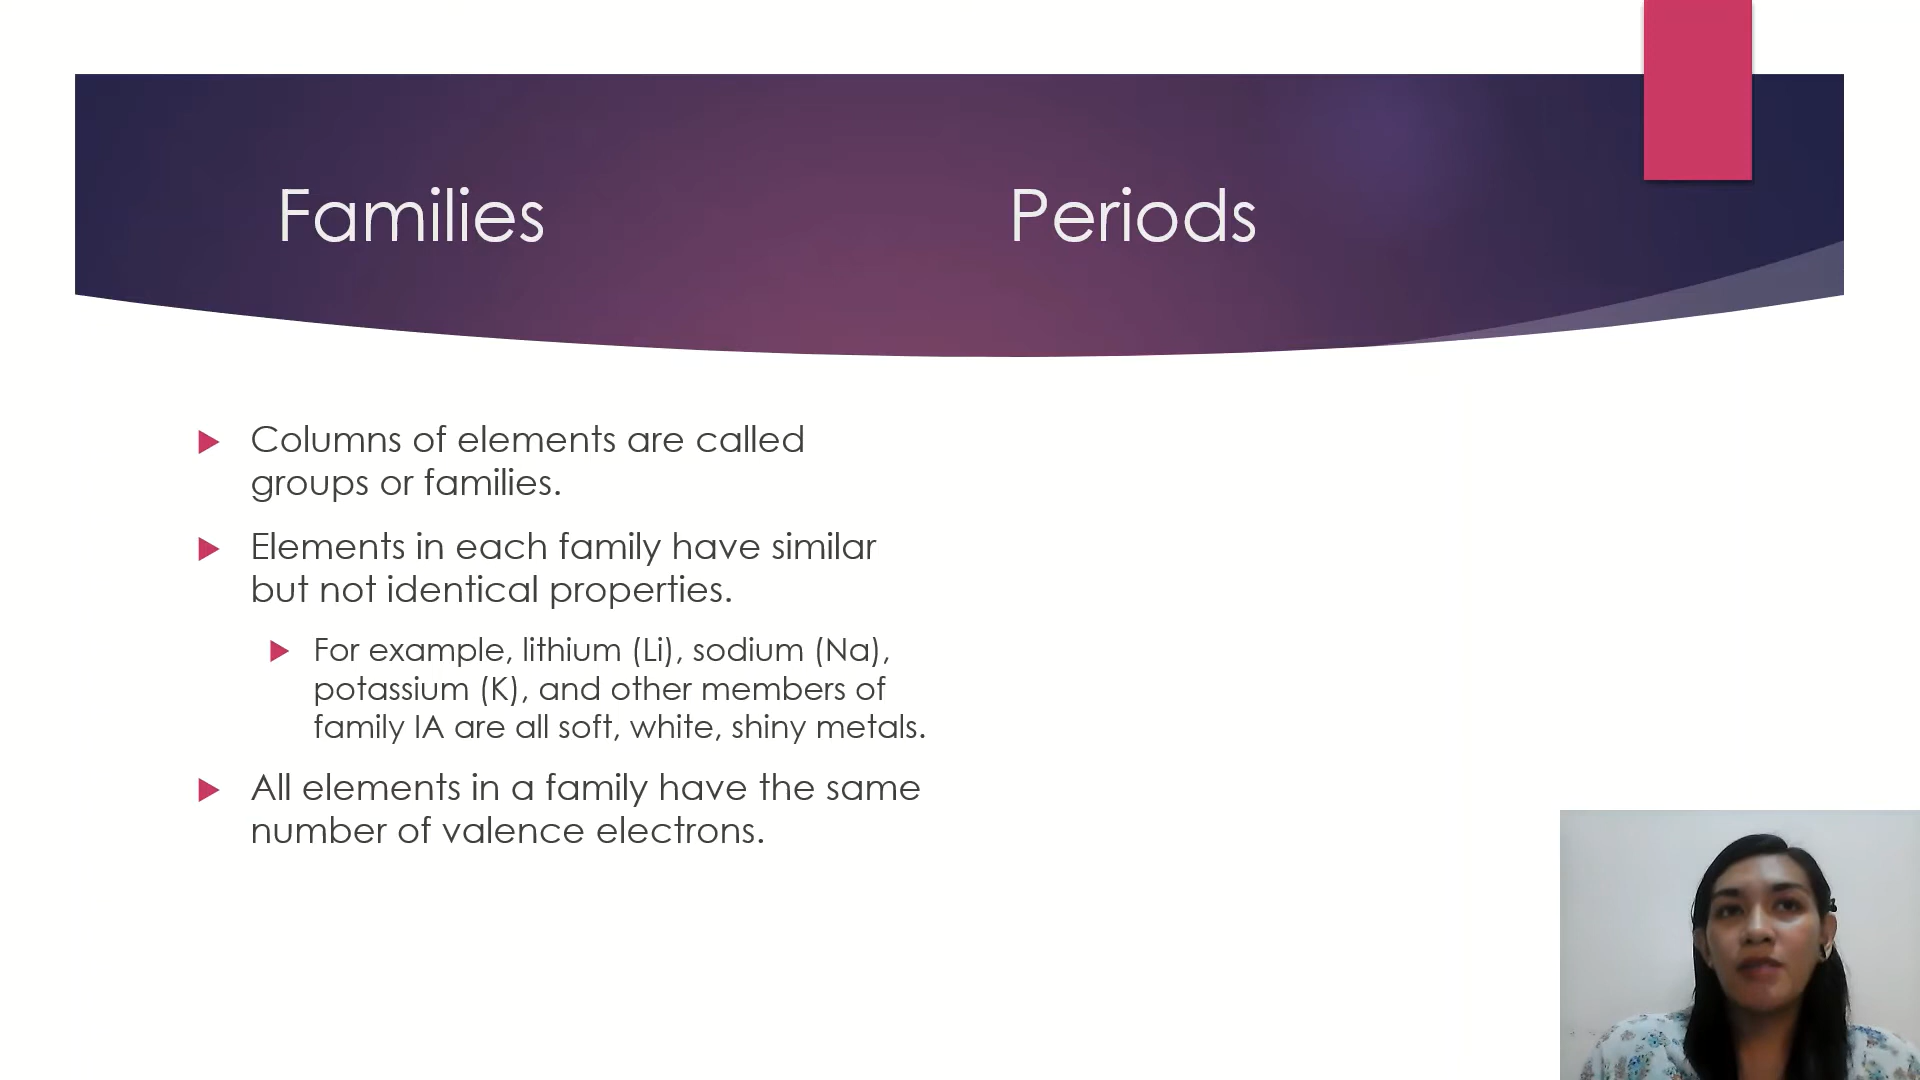 Families
Periods
Columns of elements are called
groups or families.
Elements in each family have similar
but not identical properties.
For example, lithium (Li), sodium (Na),
potassium (K), and other members of
family IA are all soft, white, shiny metals.
All elements in a family have the same
number of valence electrons.